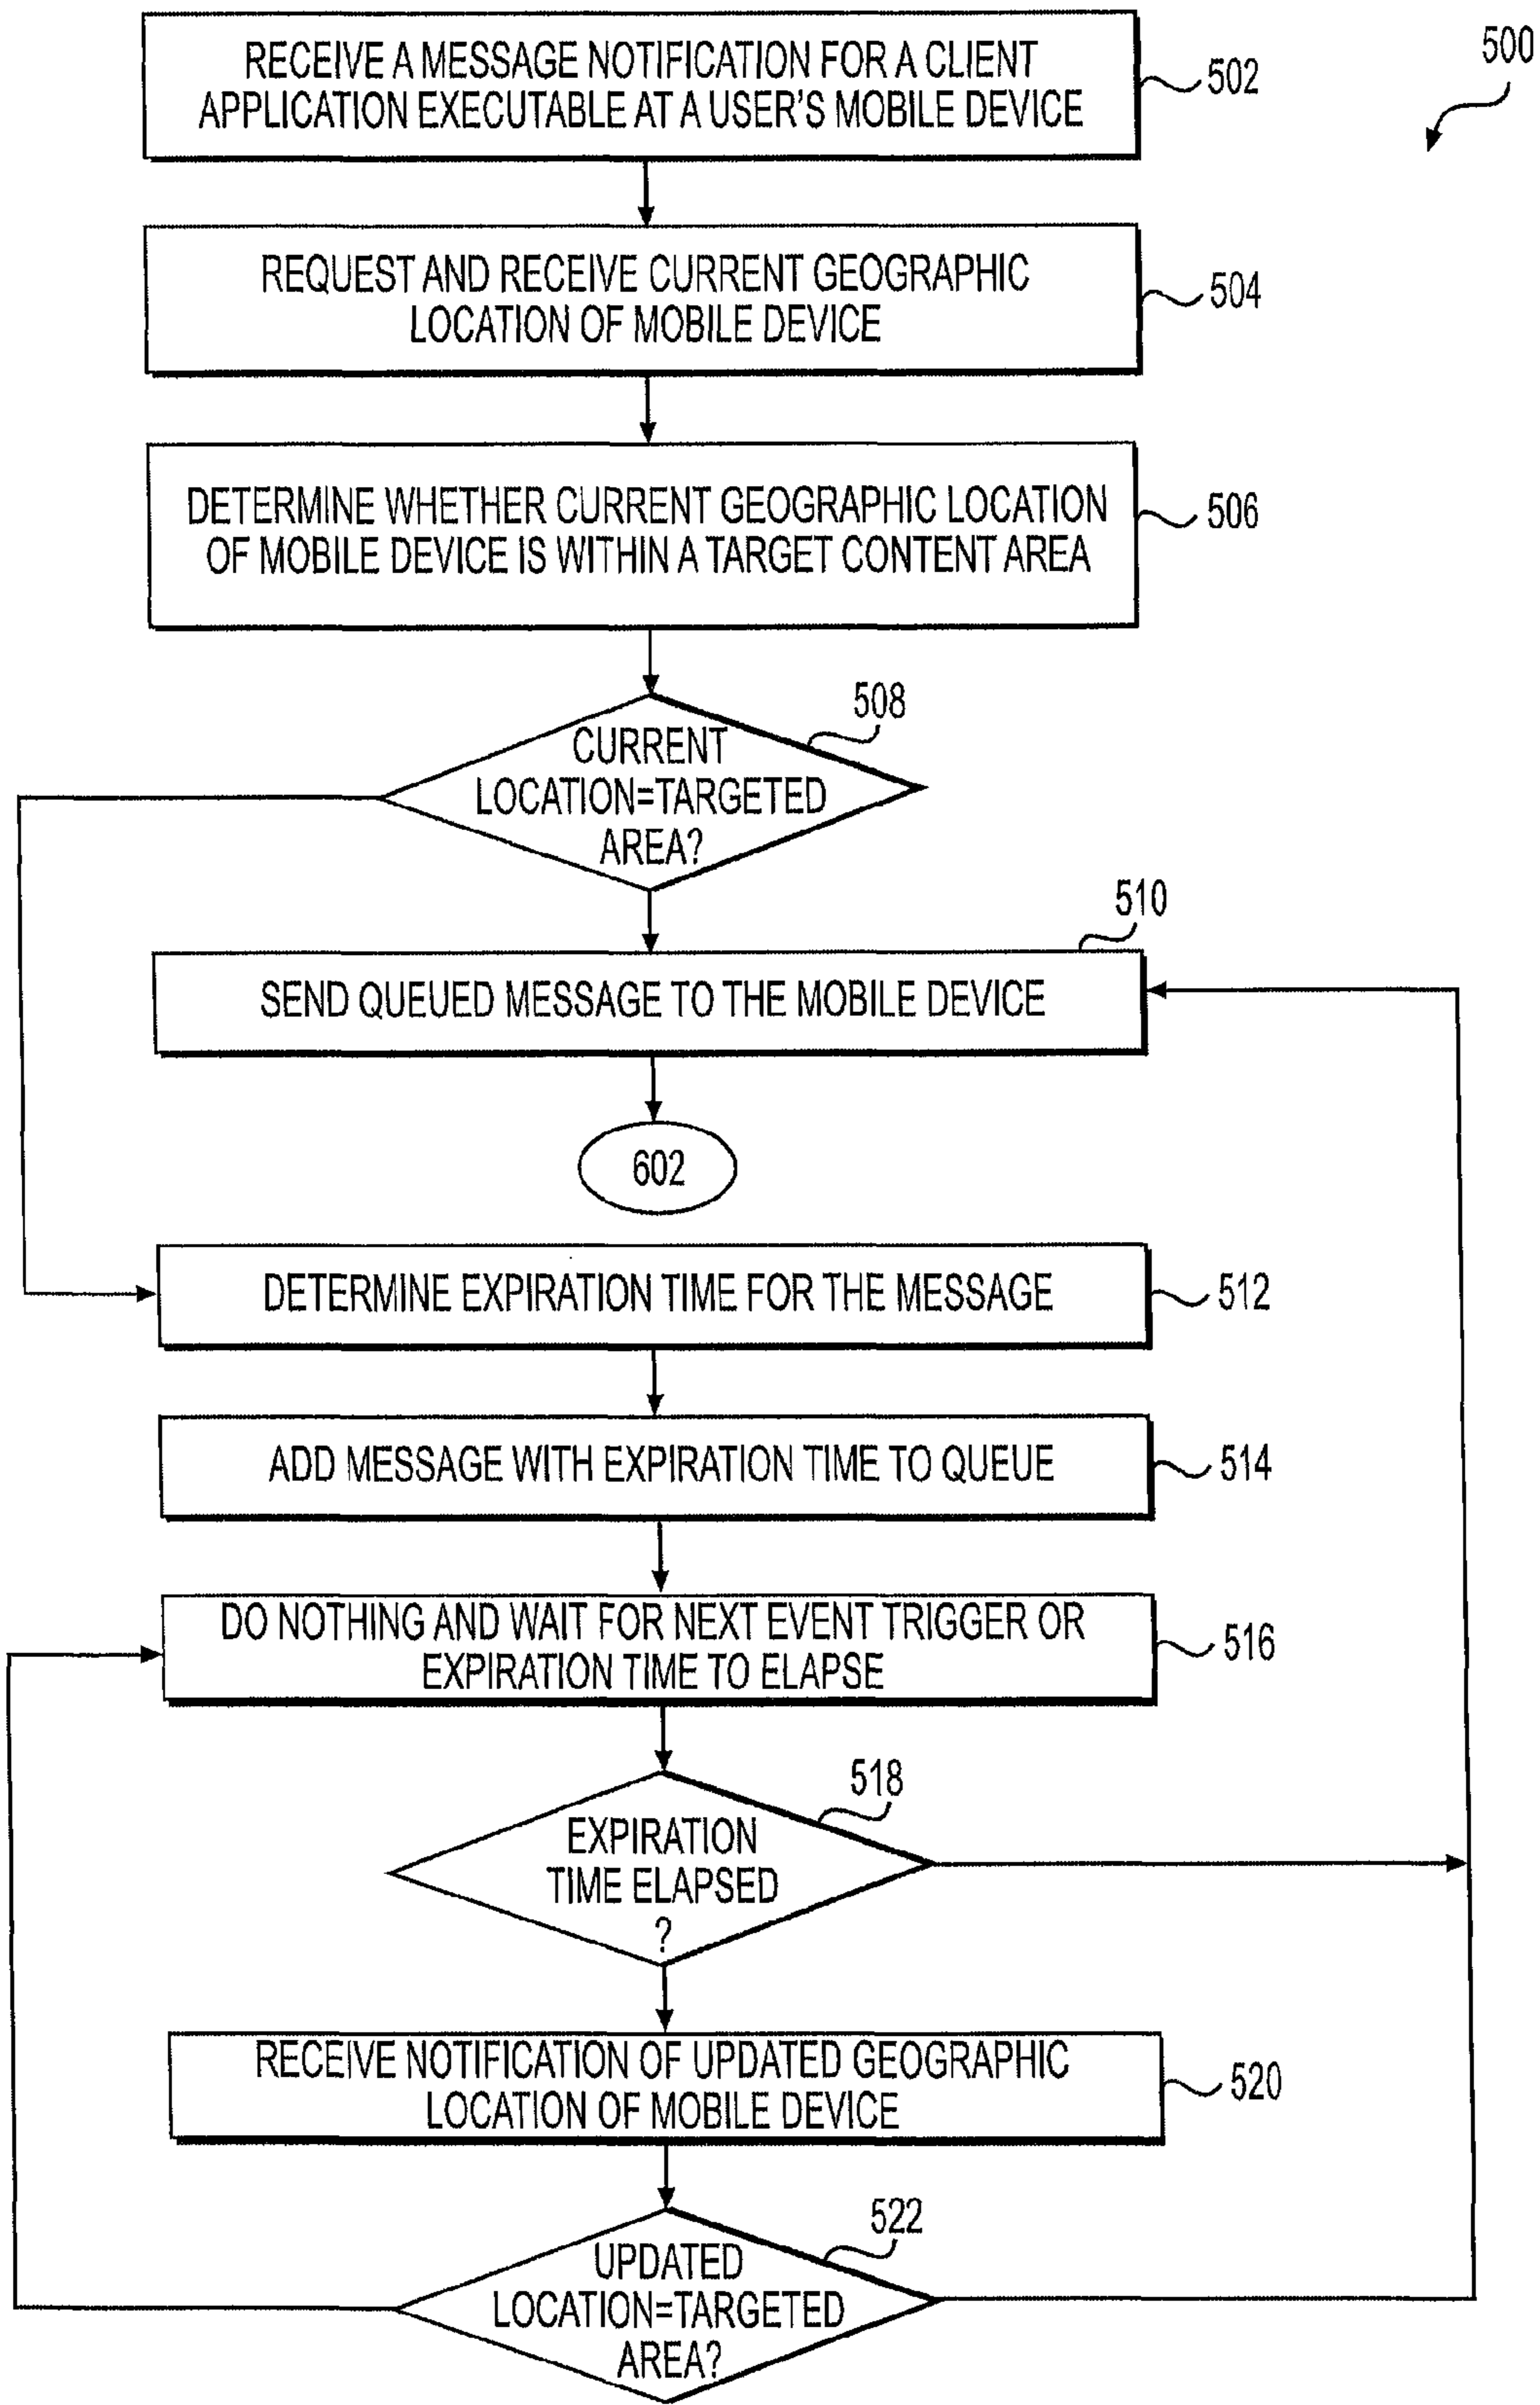 500
RECEIVE A MESSAGE NOTIFICATION FOR A CLIENT
APPLICATION EXECUTABLE AT A USER'S MOBILE DEVICE
502
REQUEST AND RECEIVE CURRENT GEOGRAPHIC
LOCATION OF MOBILE DEVICE
504
DETERMINE WHETHER CURRENT GEOGRAPHIC LOCATION
OF MOBILE DEVICE IS WITHIN A TARGET CONTENT AREA
506
508
CURRENT
LOCATION=TARGETED
AREA?
510
SEND QUEUED MESSAGE TO THE MOBILE DEVICE
602
DETERMINE EXPIRATION TIME FOR THE MESSAGE
512
ADD MESSAGE WITH EXPIRATION TIME TO QUEUE
514
DO NOTHING AND WAIT FOR NEXT EVENT TRIGGER OR
EXPIRATION TIME TO ELAPSE
516
518
EXPIRATION
TIME ELAPSED
?
RECEIVE NOTIFICATION OF UPDATED GEOGRAPHIC
LOCATION OF MOBILE DEVICE
520
522
UPDATED
LOCATION=TARGETED
AREA?